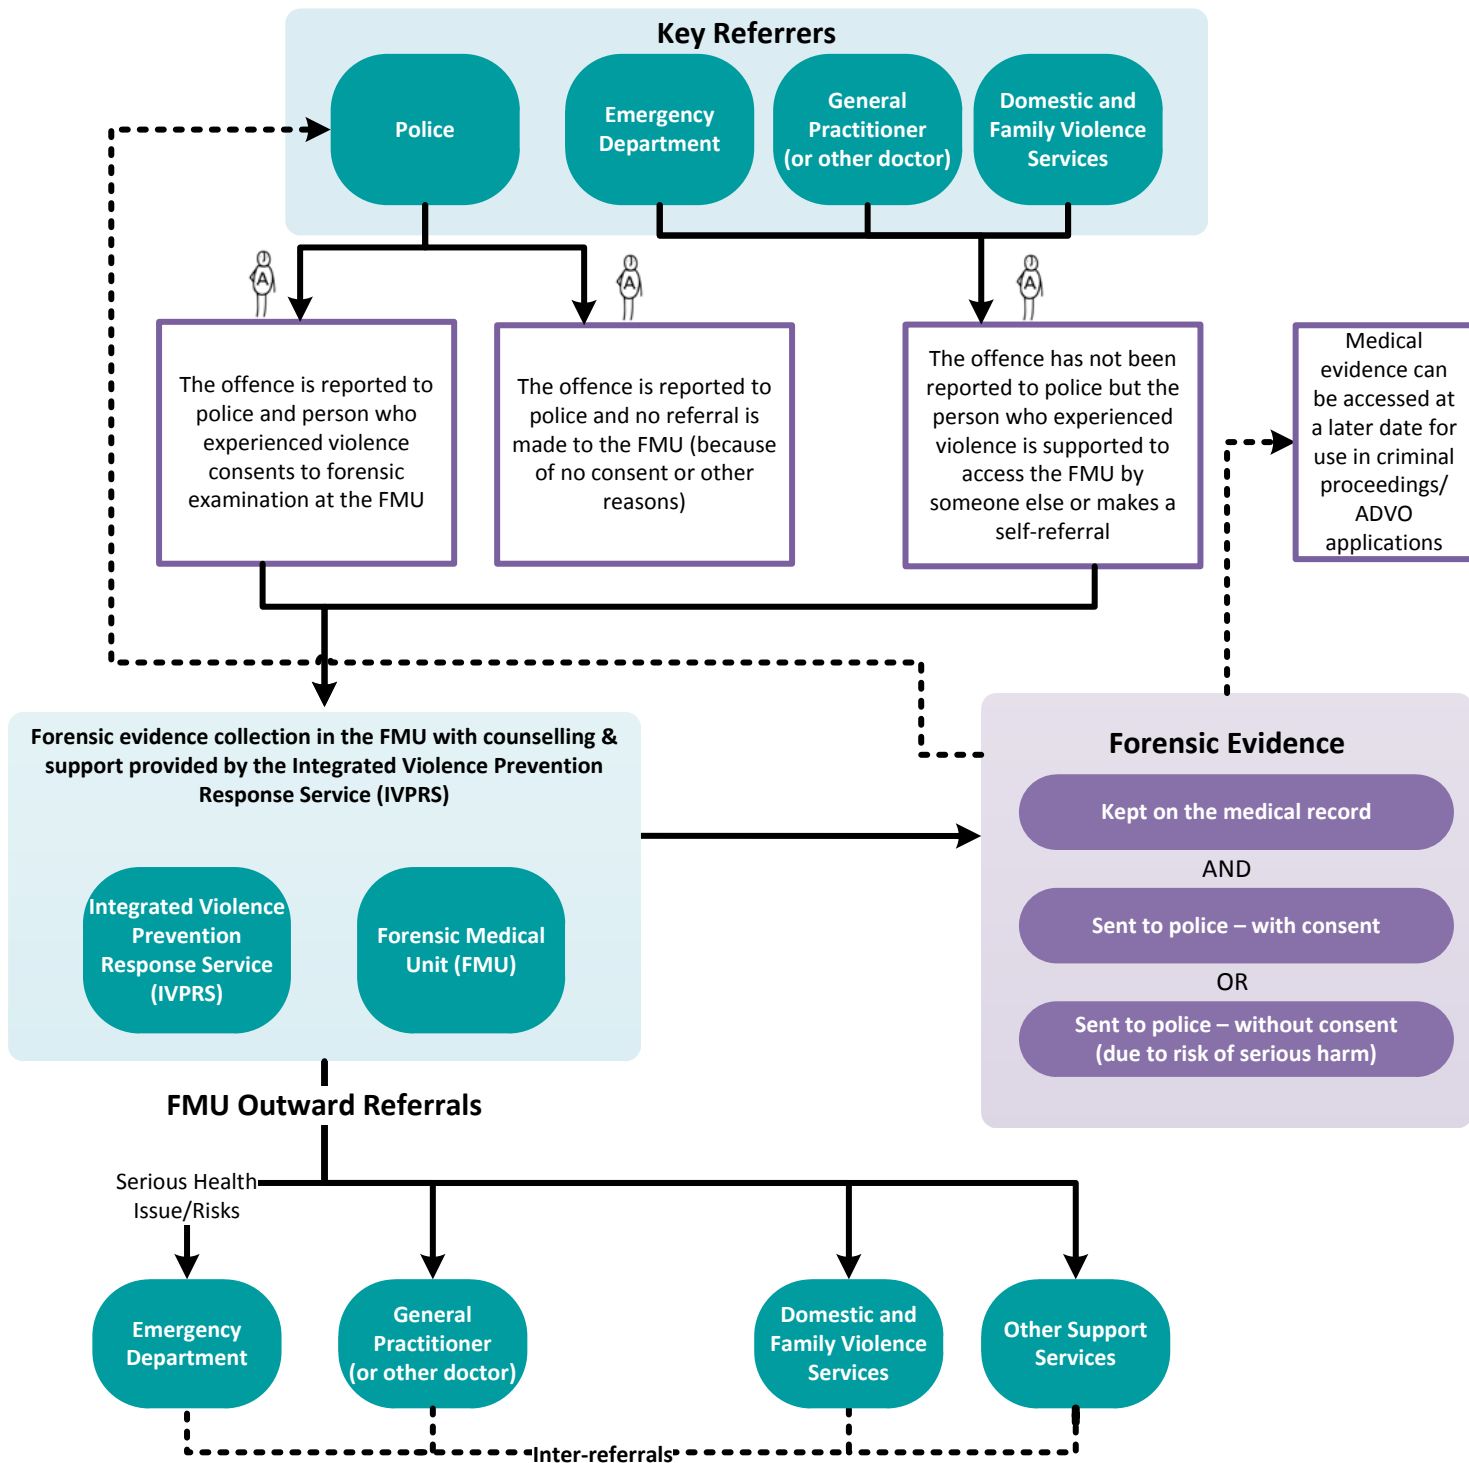 Key Referrers
Police
Emergency
Department
General
Practitioner
(or other doctor)
Domestic and
Family Violence
Services
A
A
A
The offence is reported to
police and person who
experienced violence
consents to forensic
examination at the FMU
The offence is reported to
police and no referral is
made to the FMU (because
of no consent or other
reasons)
The offence has not been
reported to police but the
person who experienced
violence is supported to
access the FMU by
someone else or makes a
self-referral
Medical
evidence can
be accessed at
a later date for
use in criminal
proceedings/
ADVO
applications
Forensic evidence collection in the FMU with counselling &
support provided by the Integrated Violence Prevention
Response Service (IVPRS)
Integrated Violence
Prevention
Response Service
(IVPRS)
Forensic Medical
Unit (FMU)
Forensic Evidence
Kept on the medical record
AND
Sent to police – with consent
OR
Sent to police – without consent
(due to risk of serious harm)
FMU Outward Referrals
Serious Health
Issue/Risks
Emergency
Department
General
Practitioner
(or other doctor)
Domestic and
Family Violence
Services
Other Support
Services
Inter-referrals